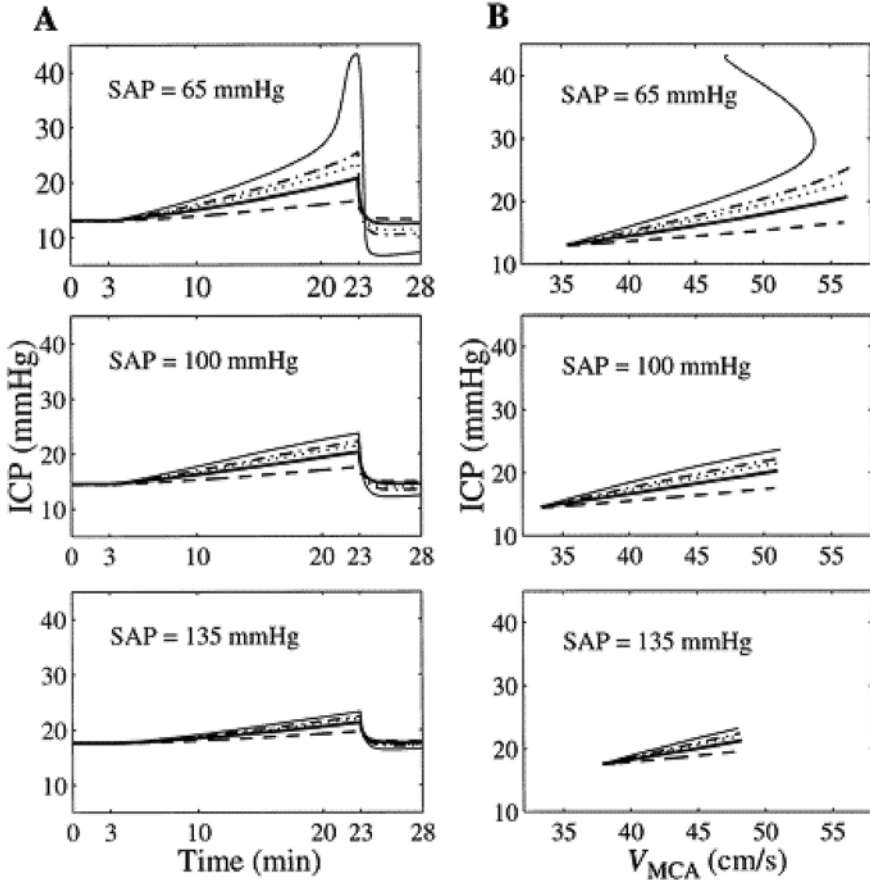 A
B
ICP (mmHg)
SAP = 65 mmHg
40
30
20
10
0 3 10 20 23 28
SAP = 65 mmHg
40
30
20
10
35 40 45 50 55
SAP = 100 mmHg
40
30
20
10
0 3 10 20 23 28
ICP (mmHg)
SAP = 100 mmHg
40
30
20
10
35 40 45 50 55
SAP = 135 mmHg
40
30
20
10
0 3 10 20 23 28
Time (min)
SAP = 135 mmHg
40
30
20
10
35 40 45 50 55
VMCA (cm/s)